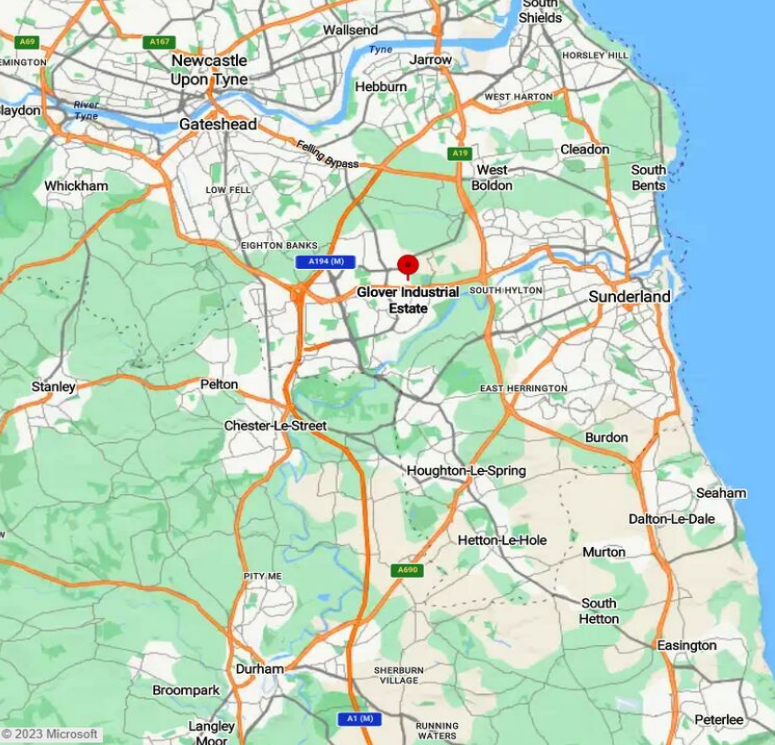 South
Shields
Wallsend
A69
A167
Tyne
HORSLEY HILL
Newcastle
Upon Tyne
Jarrow
EMINGTON
Hebburn
WEST HARTON
laydon
River
Tyne
Gateshead
Felling Bypass
A19
Cleadon
West
Boldon
South
Bents
Whickham
LOW FELL
EIGHTON BANKS
A194 (M)
Glover Industrial
Estate
SOUTH HYLTON
Sunderland
Stanley
Pelton
EAST HERRINGTON
Chester-Le-Street
Burdon
Houghton-Le-Spring
Seaham
Dalton-Le-Dale
Hetton-Le-Hole
Murton
A690
PITY ME
South
Hetton
Easington
Durham
SHERBURN
VILLAGE
Broompark
A1 (M)
Peterlee
Langley
Moor
RUNNING
WATERS
© 2023 Microsoft